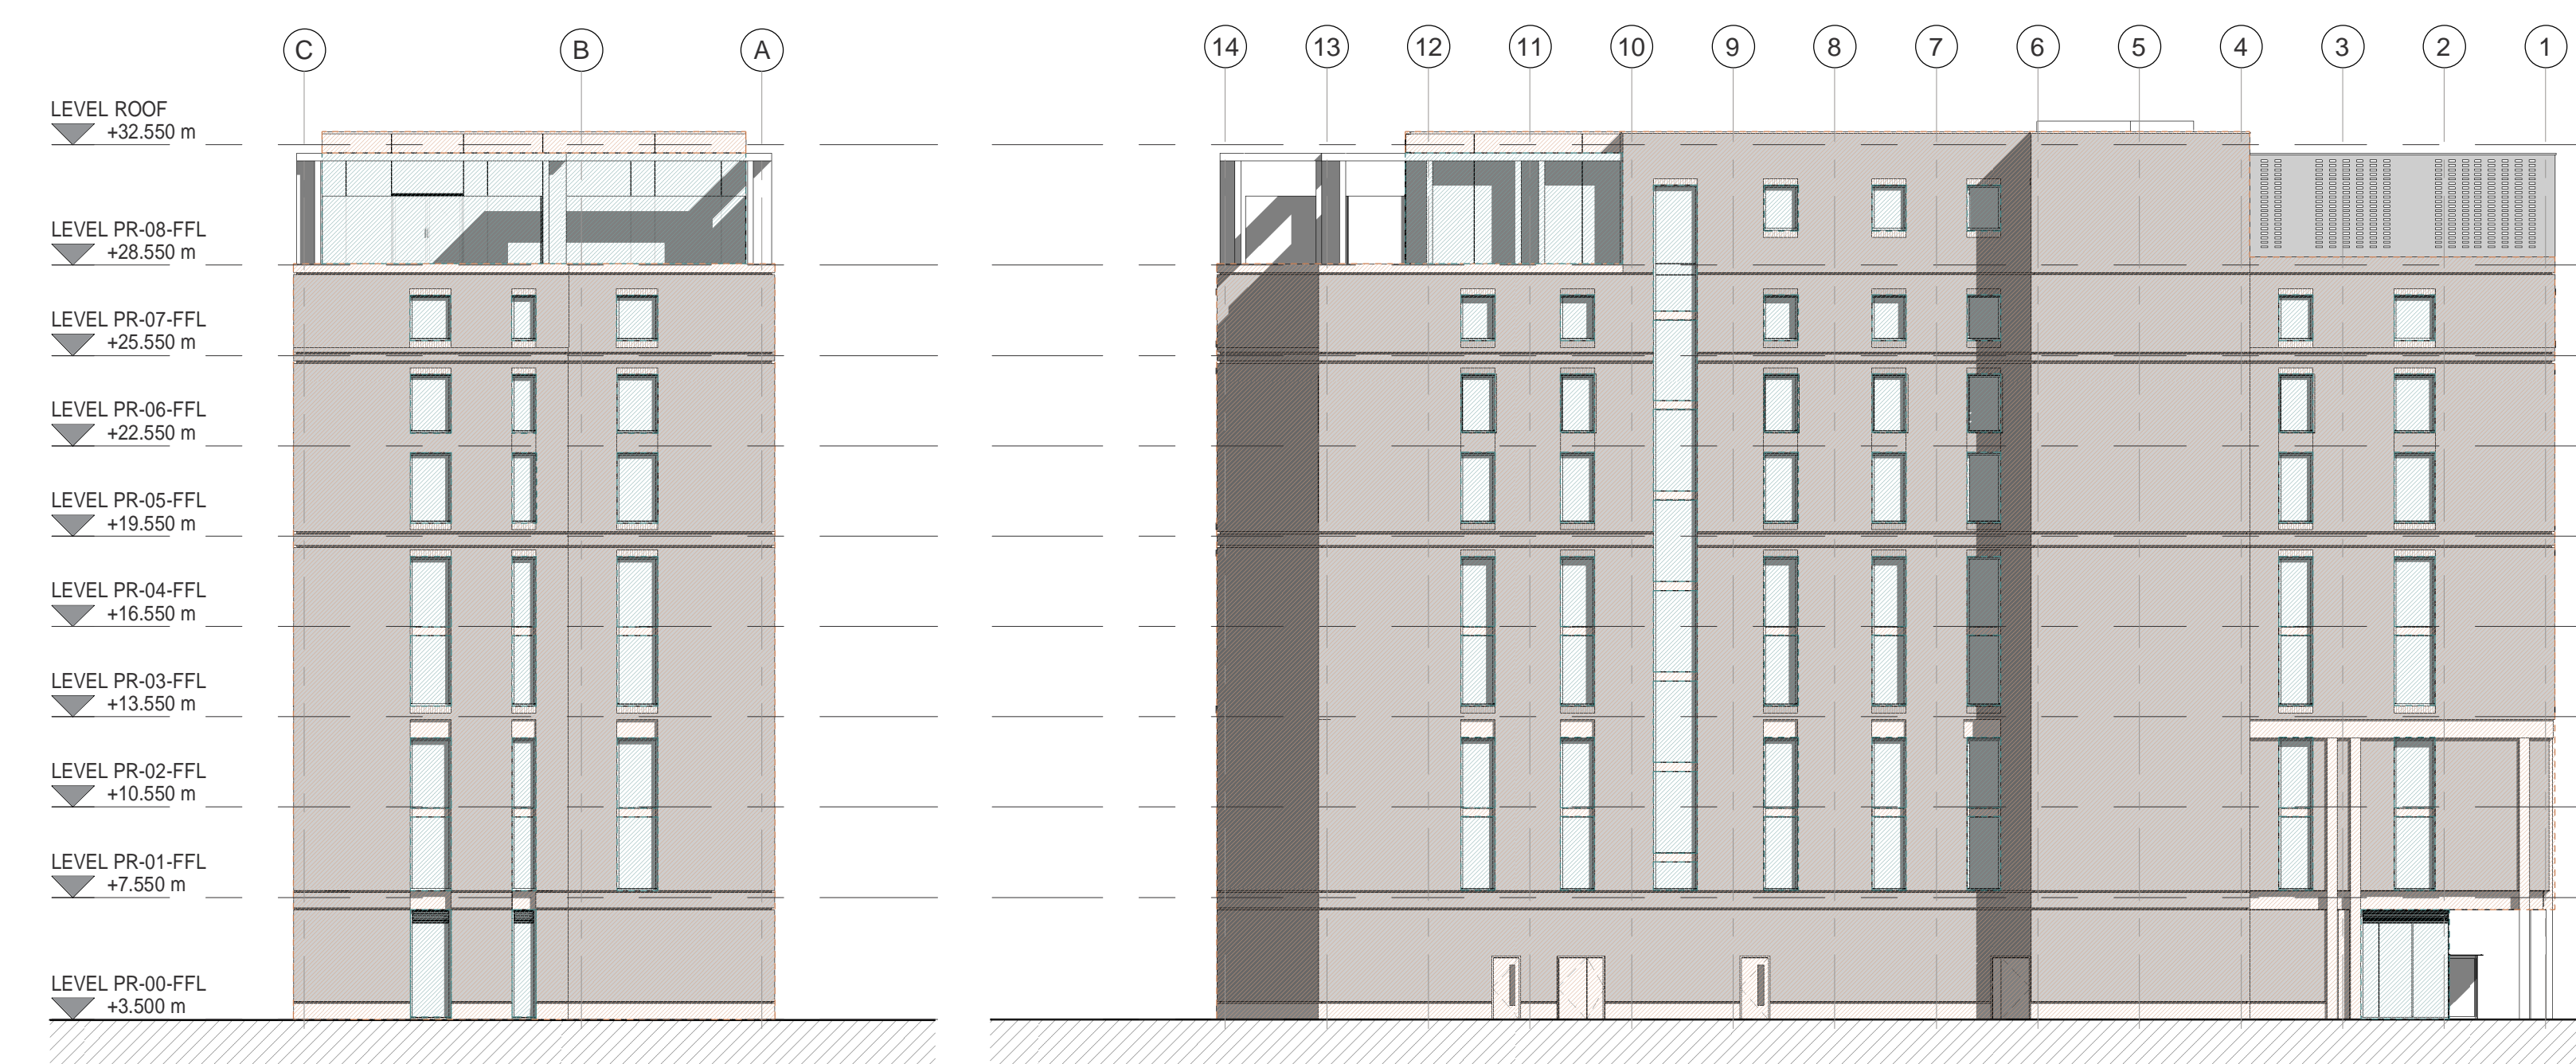 C B A 14 13 12 11 10 9 8 7 6 5 4 3 2 1
LEVEL ROOF
+32.550 m
LEVEL PR-08-FFL
+28.550 m
LEVEL PR-07-FFL
+25.550 m
LEVEL PR-06-FFL
+22.550 m
LEVEL PR-05-FFL
+19.550 m
LEVEL PR-04-FFL
+16.550 m
LEVEL PR-03-FFL
+13.550 m
LEVEL PR-02-FFL
+10.550 m
LEVEL PR-01-FFL
+7.550 m
LEVEL PR-00-FFL
+3.500 m